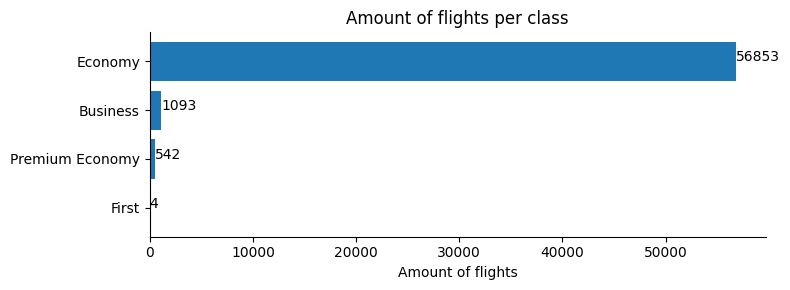 Amount of flights per class
Economy 56853
Business 1093
Premium Economy 542
First 4
0 10000 20000 30000 40000 50000
Amount of flights